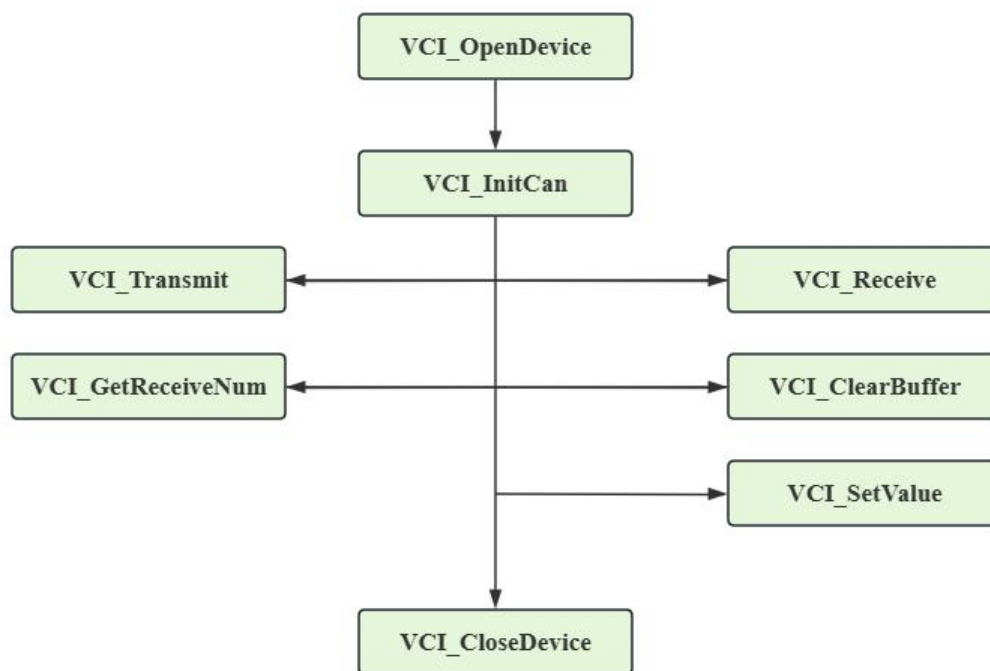 VCI_OpenDevice
VCI_InitCan
VCI_Transmit
VCI_Receive
VCI_GetReceiveNum
VCI_ClearBuffer
VCI_SetValue
VCI_CloseDevice